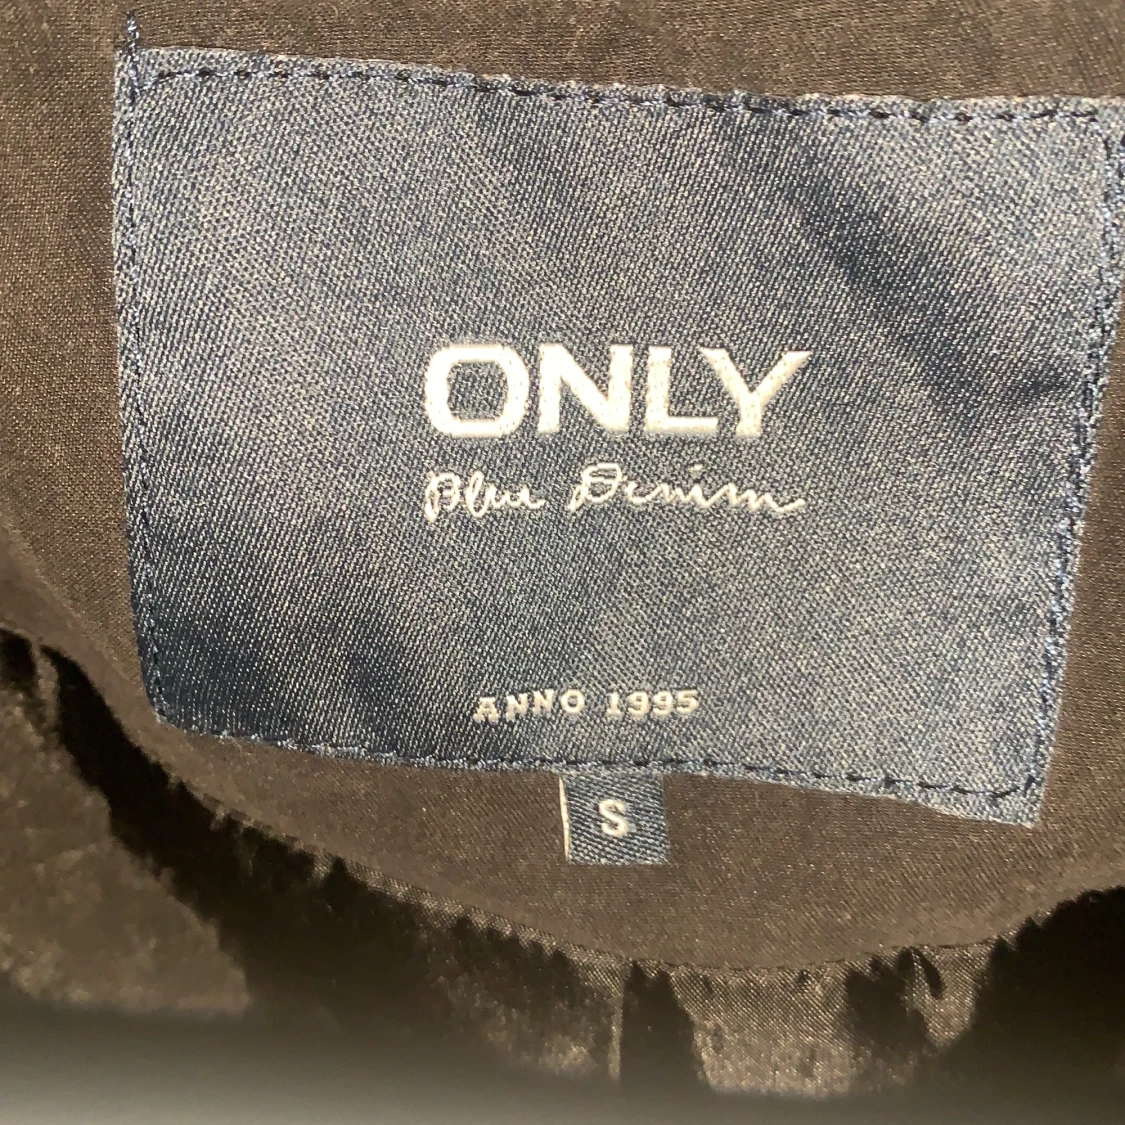 ONLY
Blue Denim
ANNO 1995
S